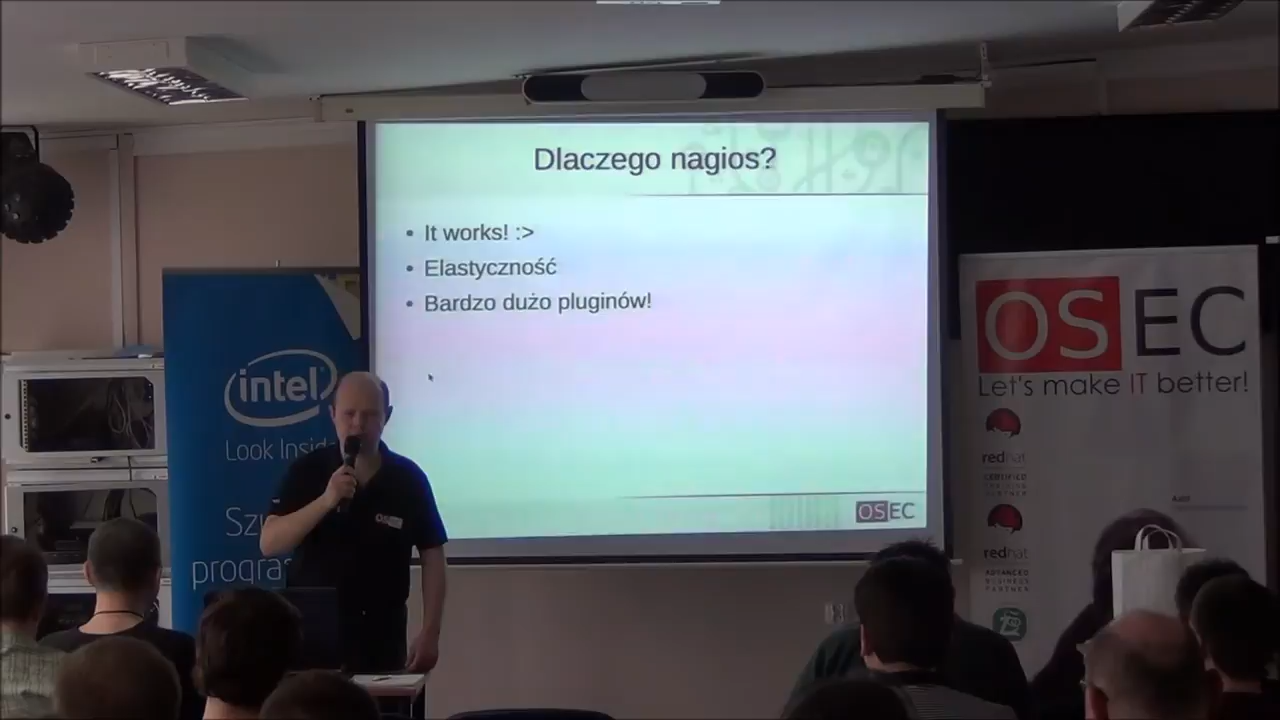 Dlaczego nagios?
• It works! :>
• Elastyczność
• Bardzo dużo pluginów!
OSEC
intel
Look Inside
OSEC
Let's make IT better!
redhat
CERTIFIED
PARTNER
redhat
ADVANCED
BUSINESS
PARTNER